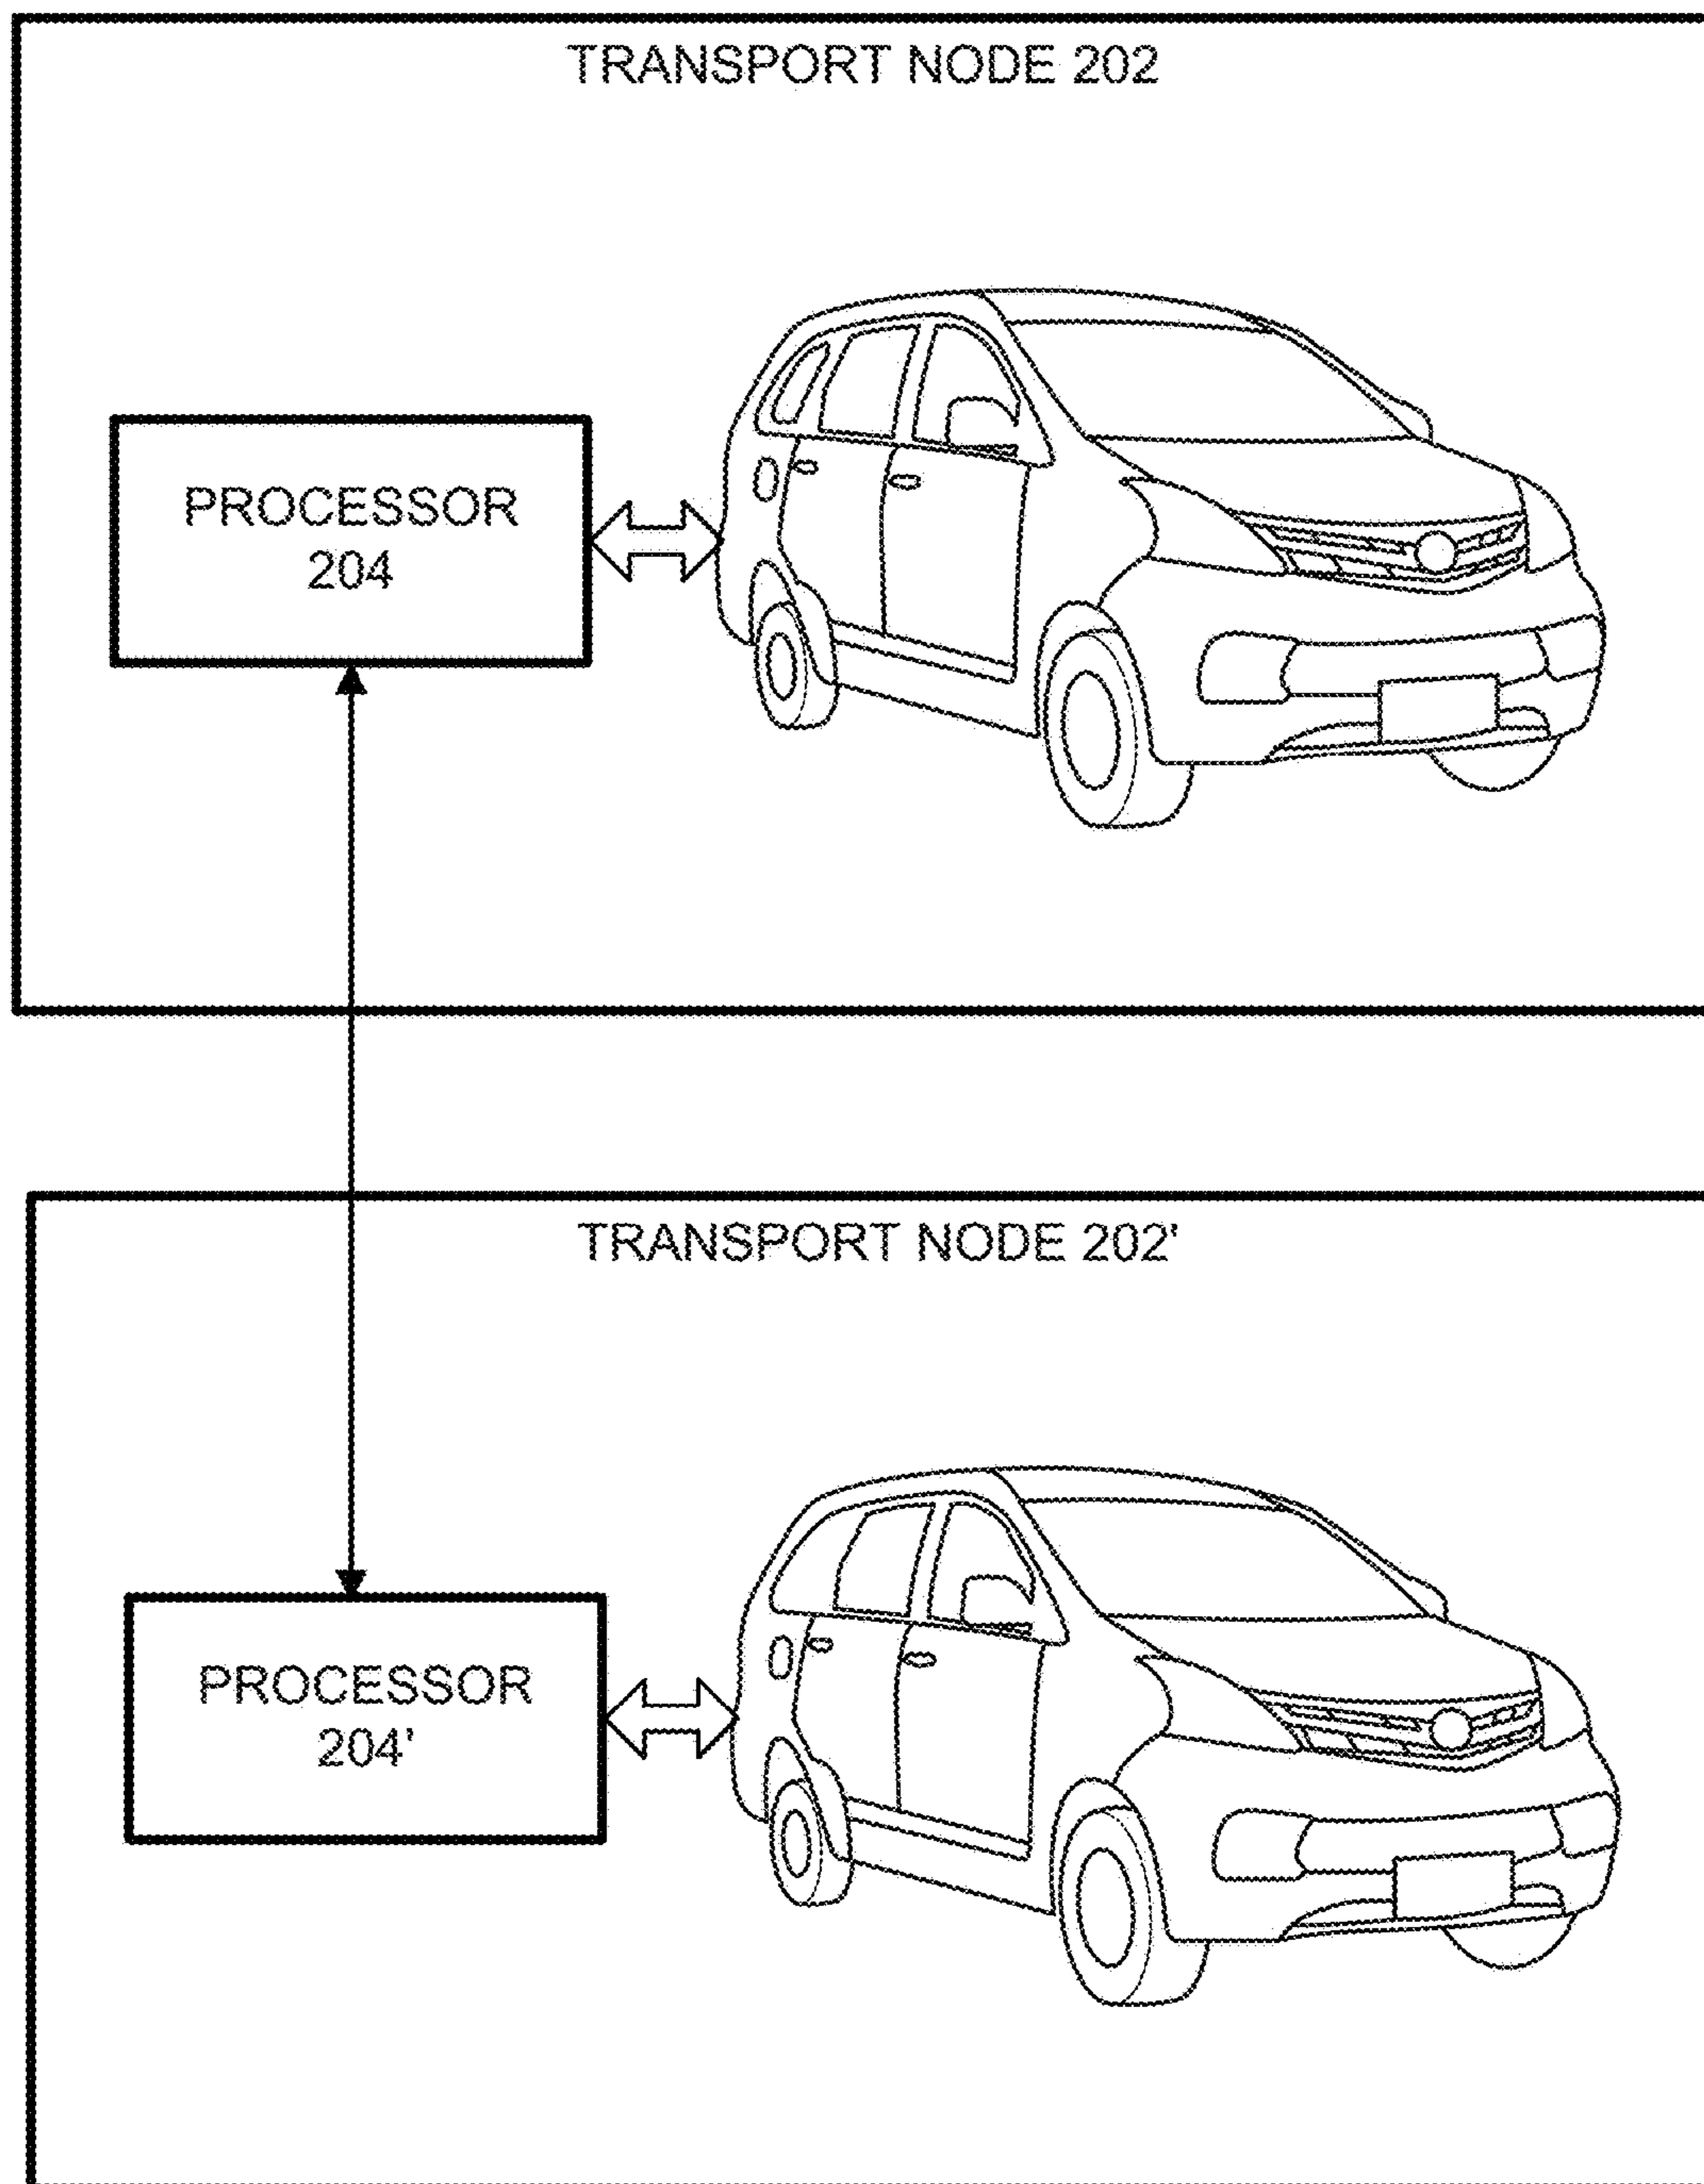 TRANSPORT NODE 202
PROCESSOR
204
TRANSPORT NODE 202'
PROCESSOR
204'